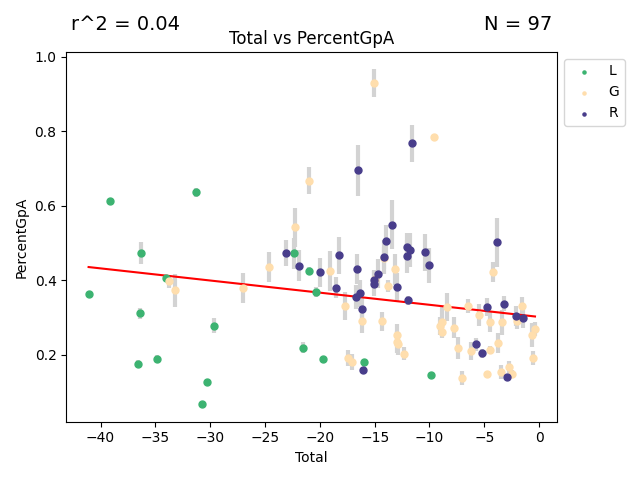 r^2 = 0.04
N = 97
Total vs PercentGpA
1.0
0.8
0.6
0.4
0.2
PercentGpA
−40 −35 −30 −25 −20 −15 −10 −5 0
Total
L
G
R